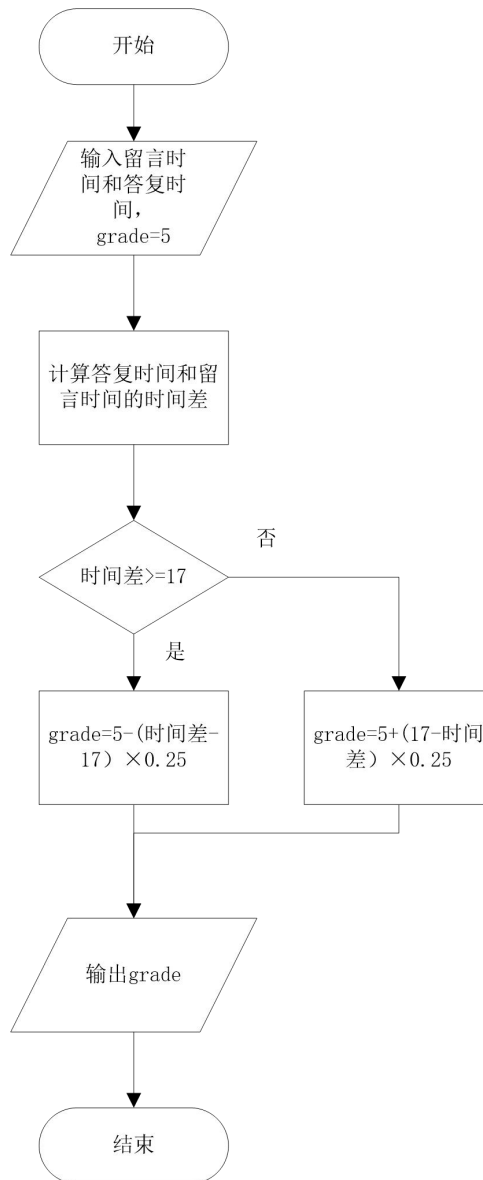 开始
输入留言时
间和答复时
间，
grade=5
计算答复时间和留
言时间的时间差
否
时间差>=17
是
grade=5-(时间差-
17）×0.25
grade=5+(17-时间
差）×0.25
输出grade
结束